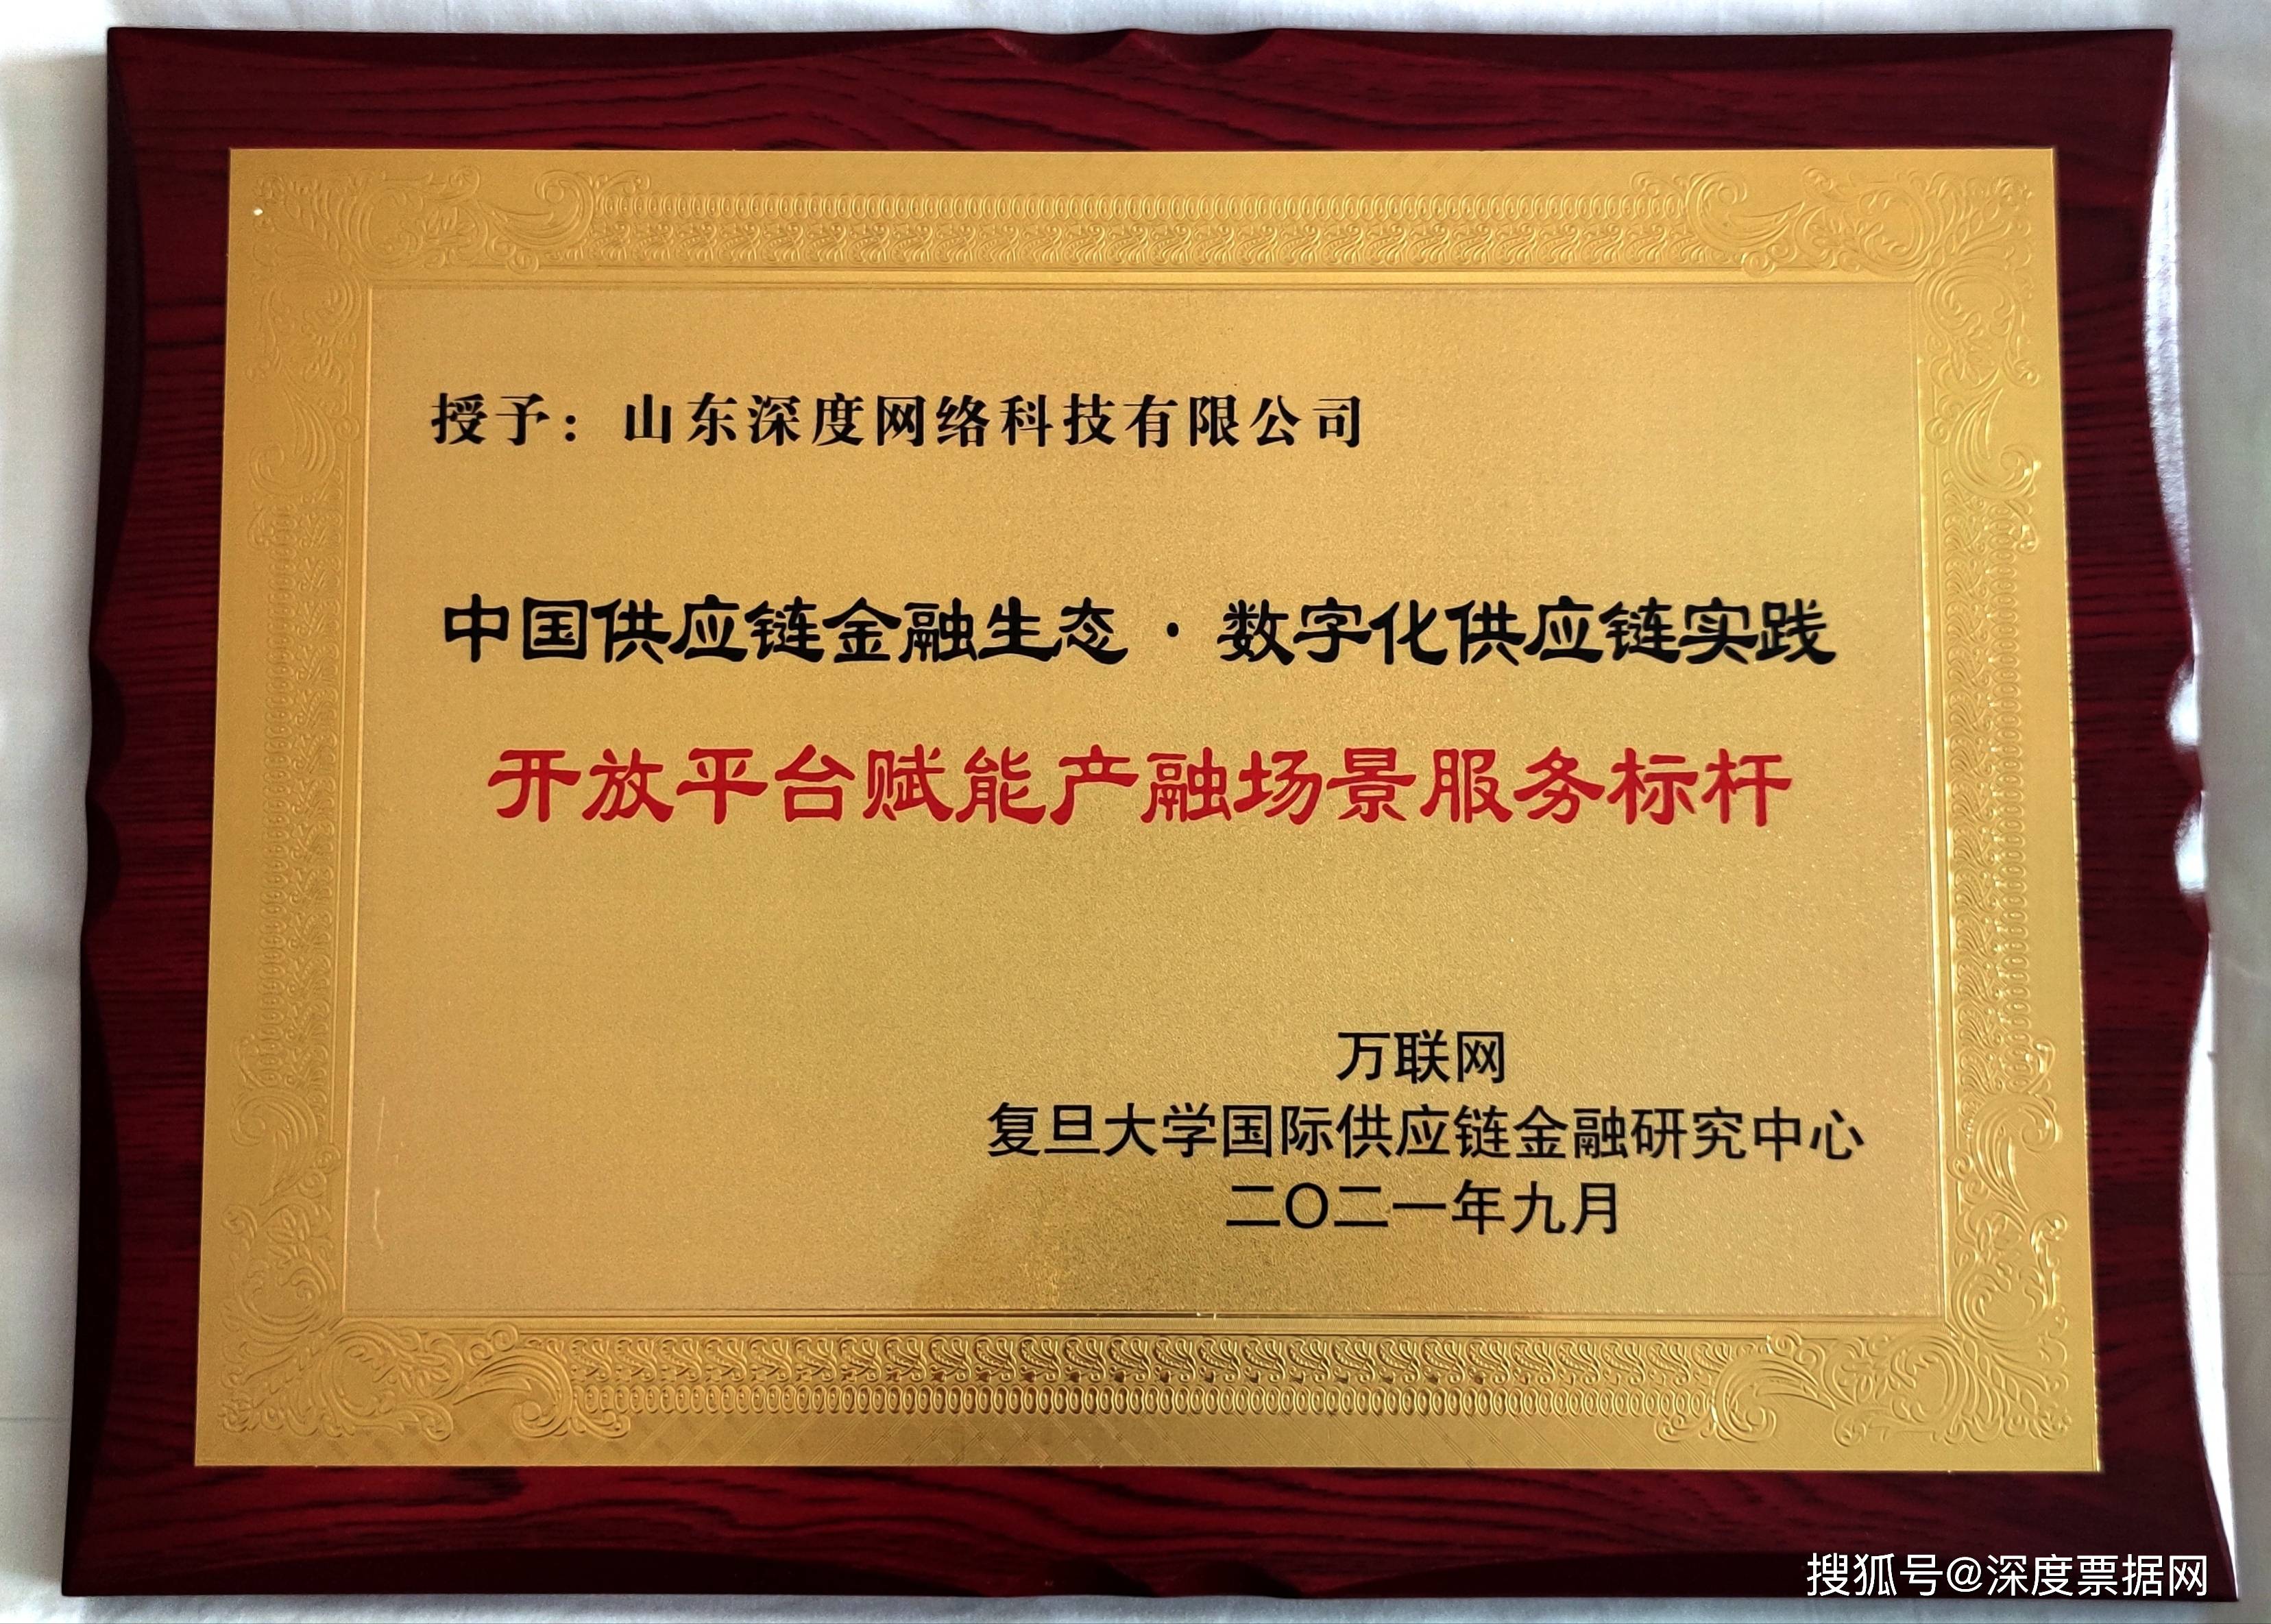 授予：山东深度网络科技有限公司
中国供应链金融生态·数字化供应链实践
开放平台赋能产融场景服务标杆
万联网
复旦大学国际供应链金融研究中心
二〇二一年九月
搜狐号@深度票据网